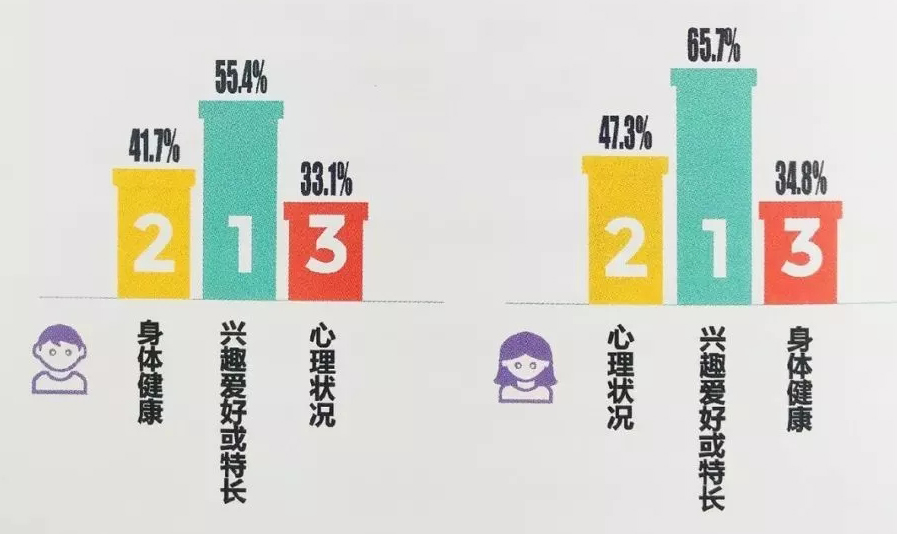 55.4%
41.7%
33.1%
2
1
3
身体健康
兴趣爱好或特长
心理状况
65.7%
47.3%
34.8%
2
1
3
心理状况
兴趣爱好或特长
身体健康